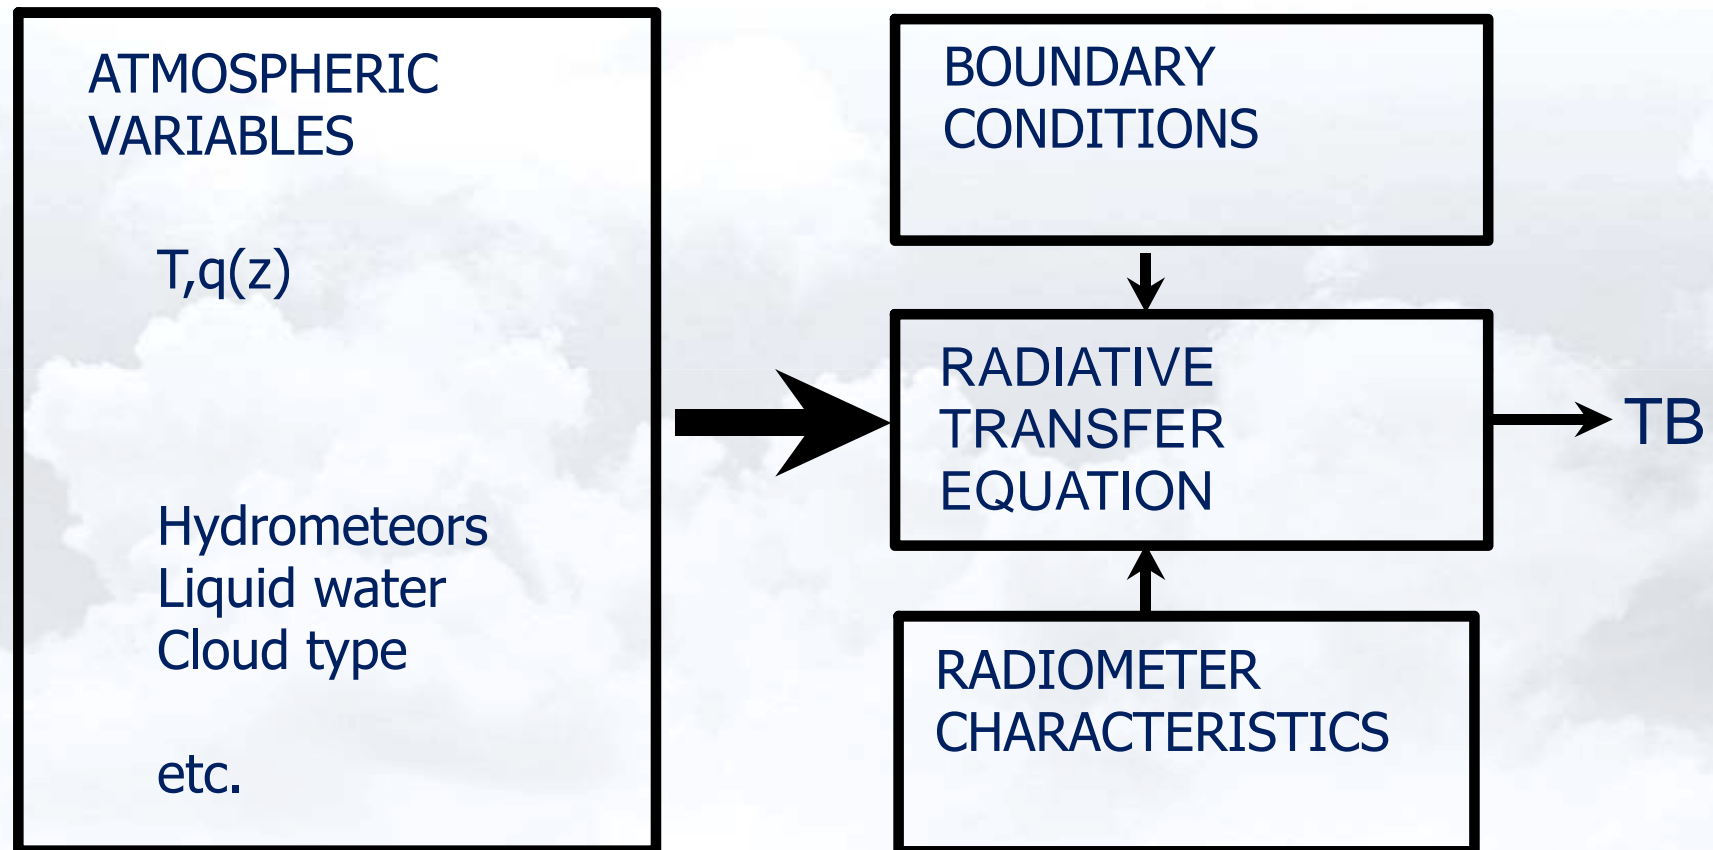 ATMOSPHERIC
VARIABLES
T,q(z)
Hydrometeors
Liquid water
Cloud type
etc.
BOUNDARY
CONDITIONS
RADIATIVE
TRANSFER
EQUATION
TB
RADIOMETER
CHARACTERISTICS